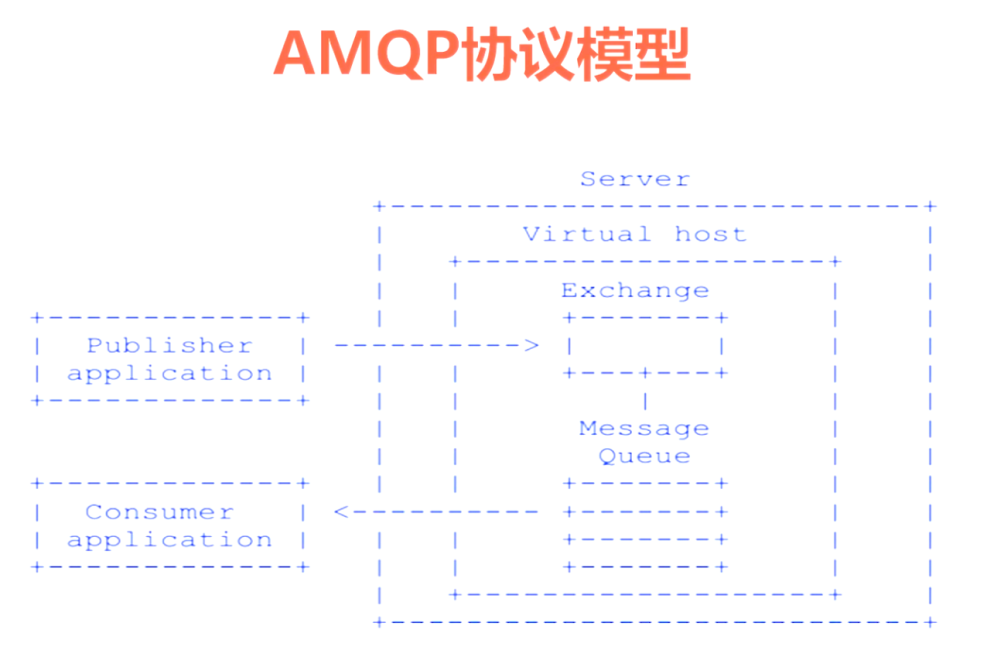 AMQP协议模型
Server
Virtual host
Exchange
Publisher
application
Message
Queue
Consumer
application